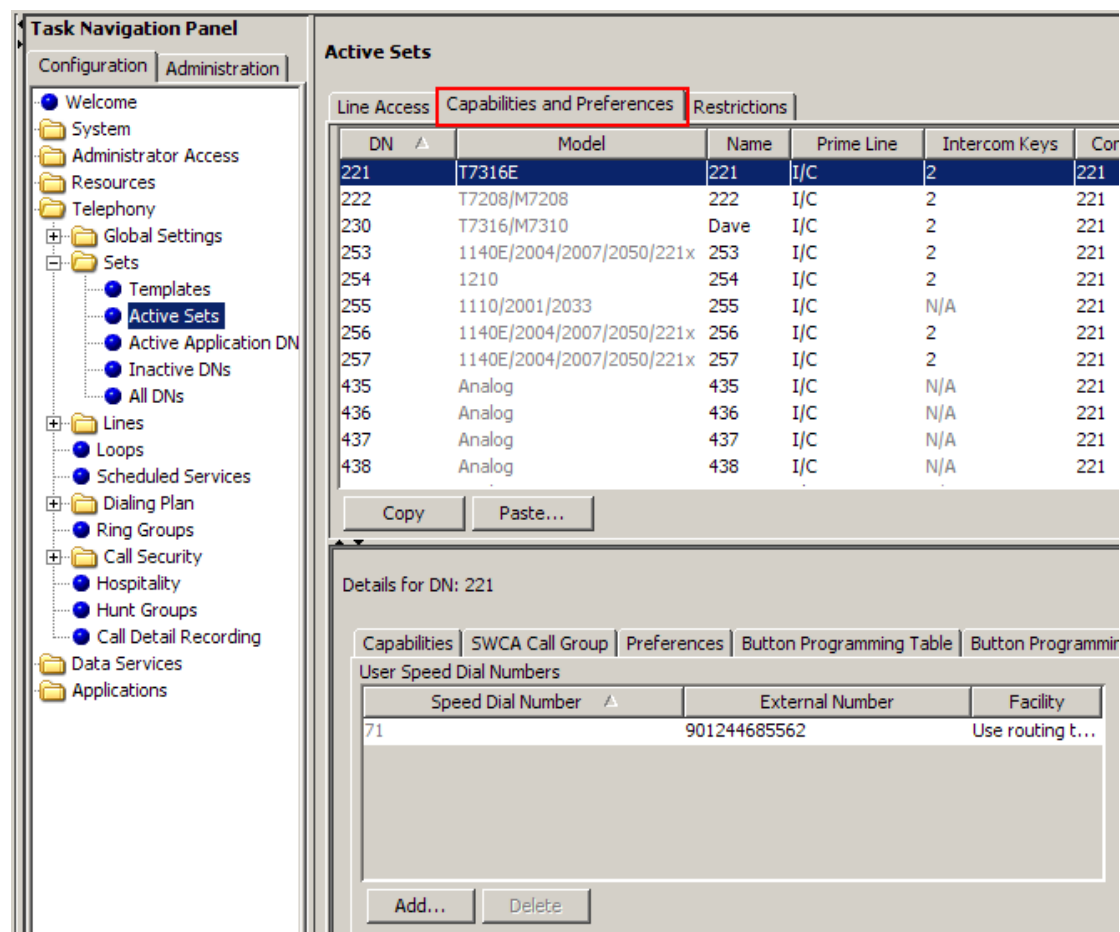 Task Navigation Panel
Configuration Administration
Welcome
System
Administrator Access
Resources
Telephony
Global Settings
Sets
Templates
Active Sets
Active Application DN
Inactive DNs
All DNs
Lines
Loops
Scheduled Services
Dialing Plan
Ring Groups
Call Security
Hospitality
Hunt Groups
Call Detail Recording
Data Services
Applications
Active Sets
Line Access Capabilities and Preferences Restrictions
DN Model Name Prime Line Intercom Keys Con
221 T7316E 221 I/C 2 221
222 T7208/M7208 222 I/C 2 221
230 T7316/M7310 Dave I/C 2 221
253 1140E/2004/2007/2050/221x 253 I/C 2 221
254 1210 254 I/C 2 221
255 1110/2001/2033 255 I/C N/A 221
256 1140E/2004/2007/2050/221x 256 I/C 2 221
257 1140E/2004/2007/2050/221x 257 I/C 2 221
435 Analog 435 I/C N/A 221
436 Analog 436 I/C N/A 221
437 Analog 437 I/C N/A 221
438 Analog 438 I/C N/A 221
Copy Paste...
Details for DN: 221
Capabilities SWCA Call Group Preferences Button Programming Table Button Programmin
User Speed Dial Numbers
Speed Dial Number External Number Facility
71 901244685562 Use routing t...
Add... Delete